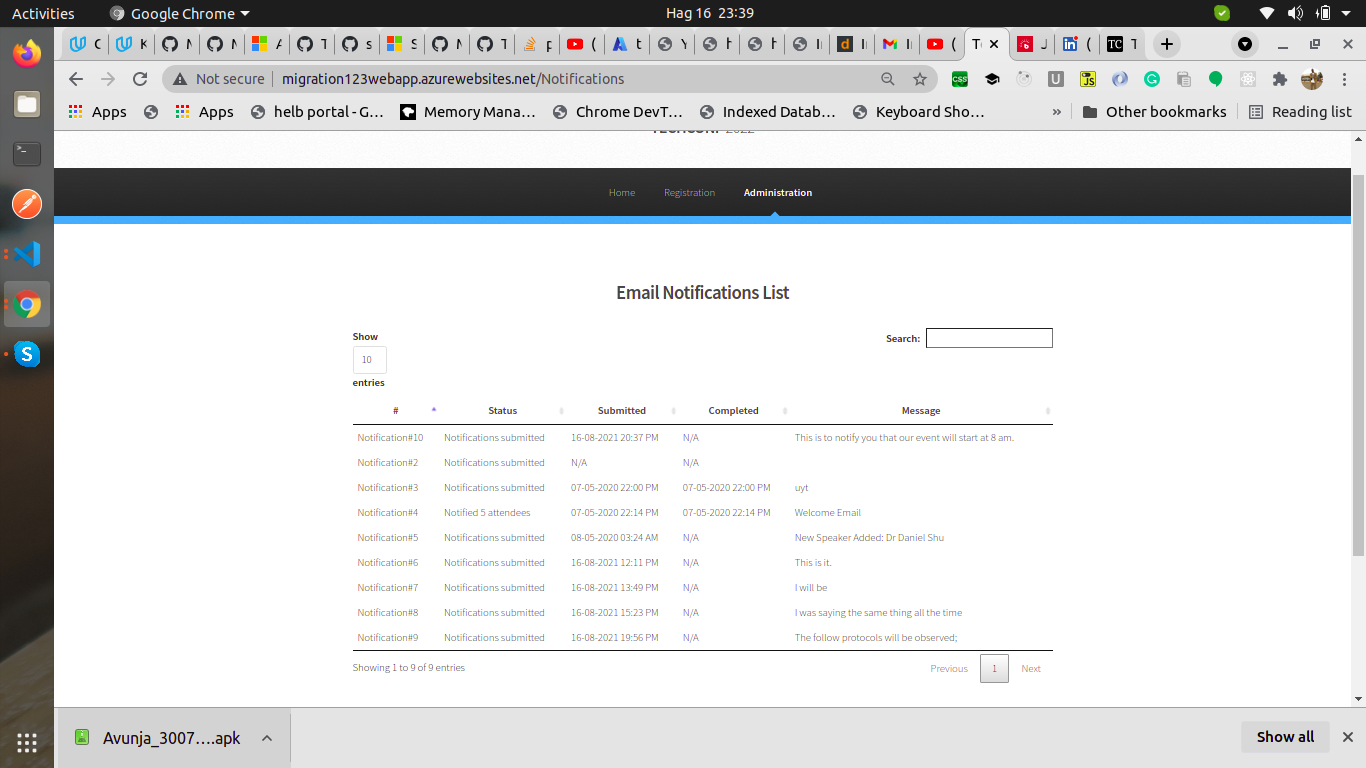 Activities Google Chrome Hag 16 23:39
Not secure migration123webapp.azurewebsites.net/Notifications
Apps Apps helb portal - G… Memory Mana… Chrome DevT… Indexed Datab… Keyboard Sho… » Other bookmarks Reading list
Home Registration Administration
Email Notifications List
Show
10
entries
Search:
# Status Submitted Completed Message
Notification#10 Notifications submitted 16-08-2021 20:37 PM N/A This is to notify you that our event will start at 8 am.
Notification#2 Notifications submitted N/A N/A
Notification#3 Notifications submitted 07-05-2020 22:00 PM 07-05-2020 22:00 PM uyt
Notification#4 Notified 5 attendees 07-05-2020 22:14 PM 07-05-2020 22:14 PM Welcome Email
Notification#5 Notifications submitted 08-05-2020 03:24 AM N/A New Speaker Added: Dr Daniel Shu
Notification#6 Notifications submitted 16-08-2021 12:11 PM N/A This is it.
Notification#7 Notifications submitted 16-08-2021 13:49 PM N/A I will be
Notification#8 Notifications submitted 16-08-2021 15:23 PM N/A I was saying the same thing all the time
Notification#9 Notifications submitted 16-08-2021 19:56 PM N/A The follow protocols will be observed;
Showing 1 to 9 of 9 entries Previous 1 Next
Avunja_3007….apk Show all